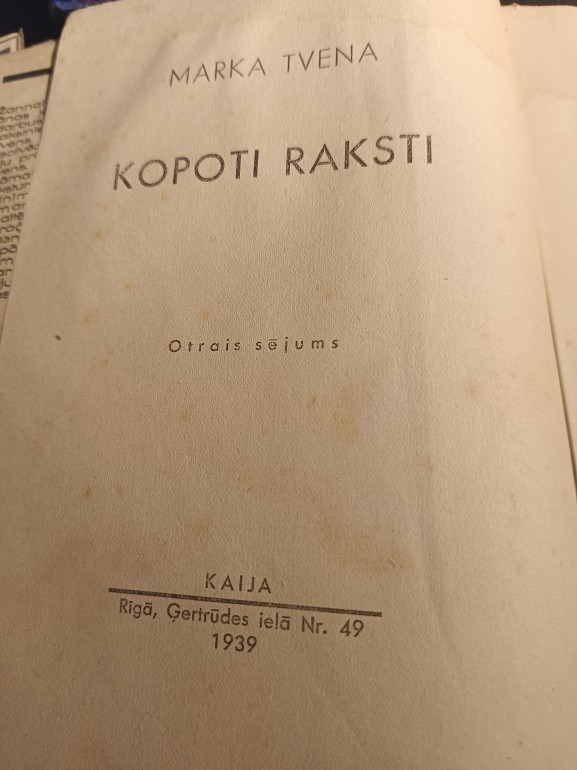 MARKA TVENA
KOPOTI RAKSTI
Otrais sējums
KAIJA
Rīgā, Ģertrūdes ielā Nr. 49
1939